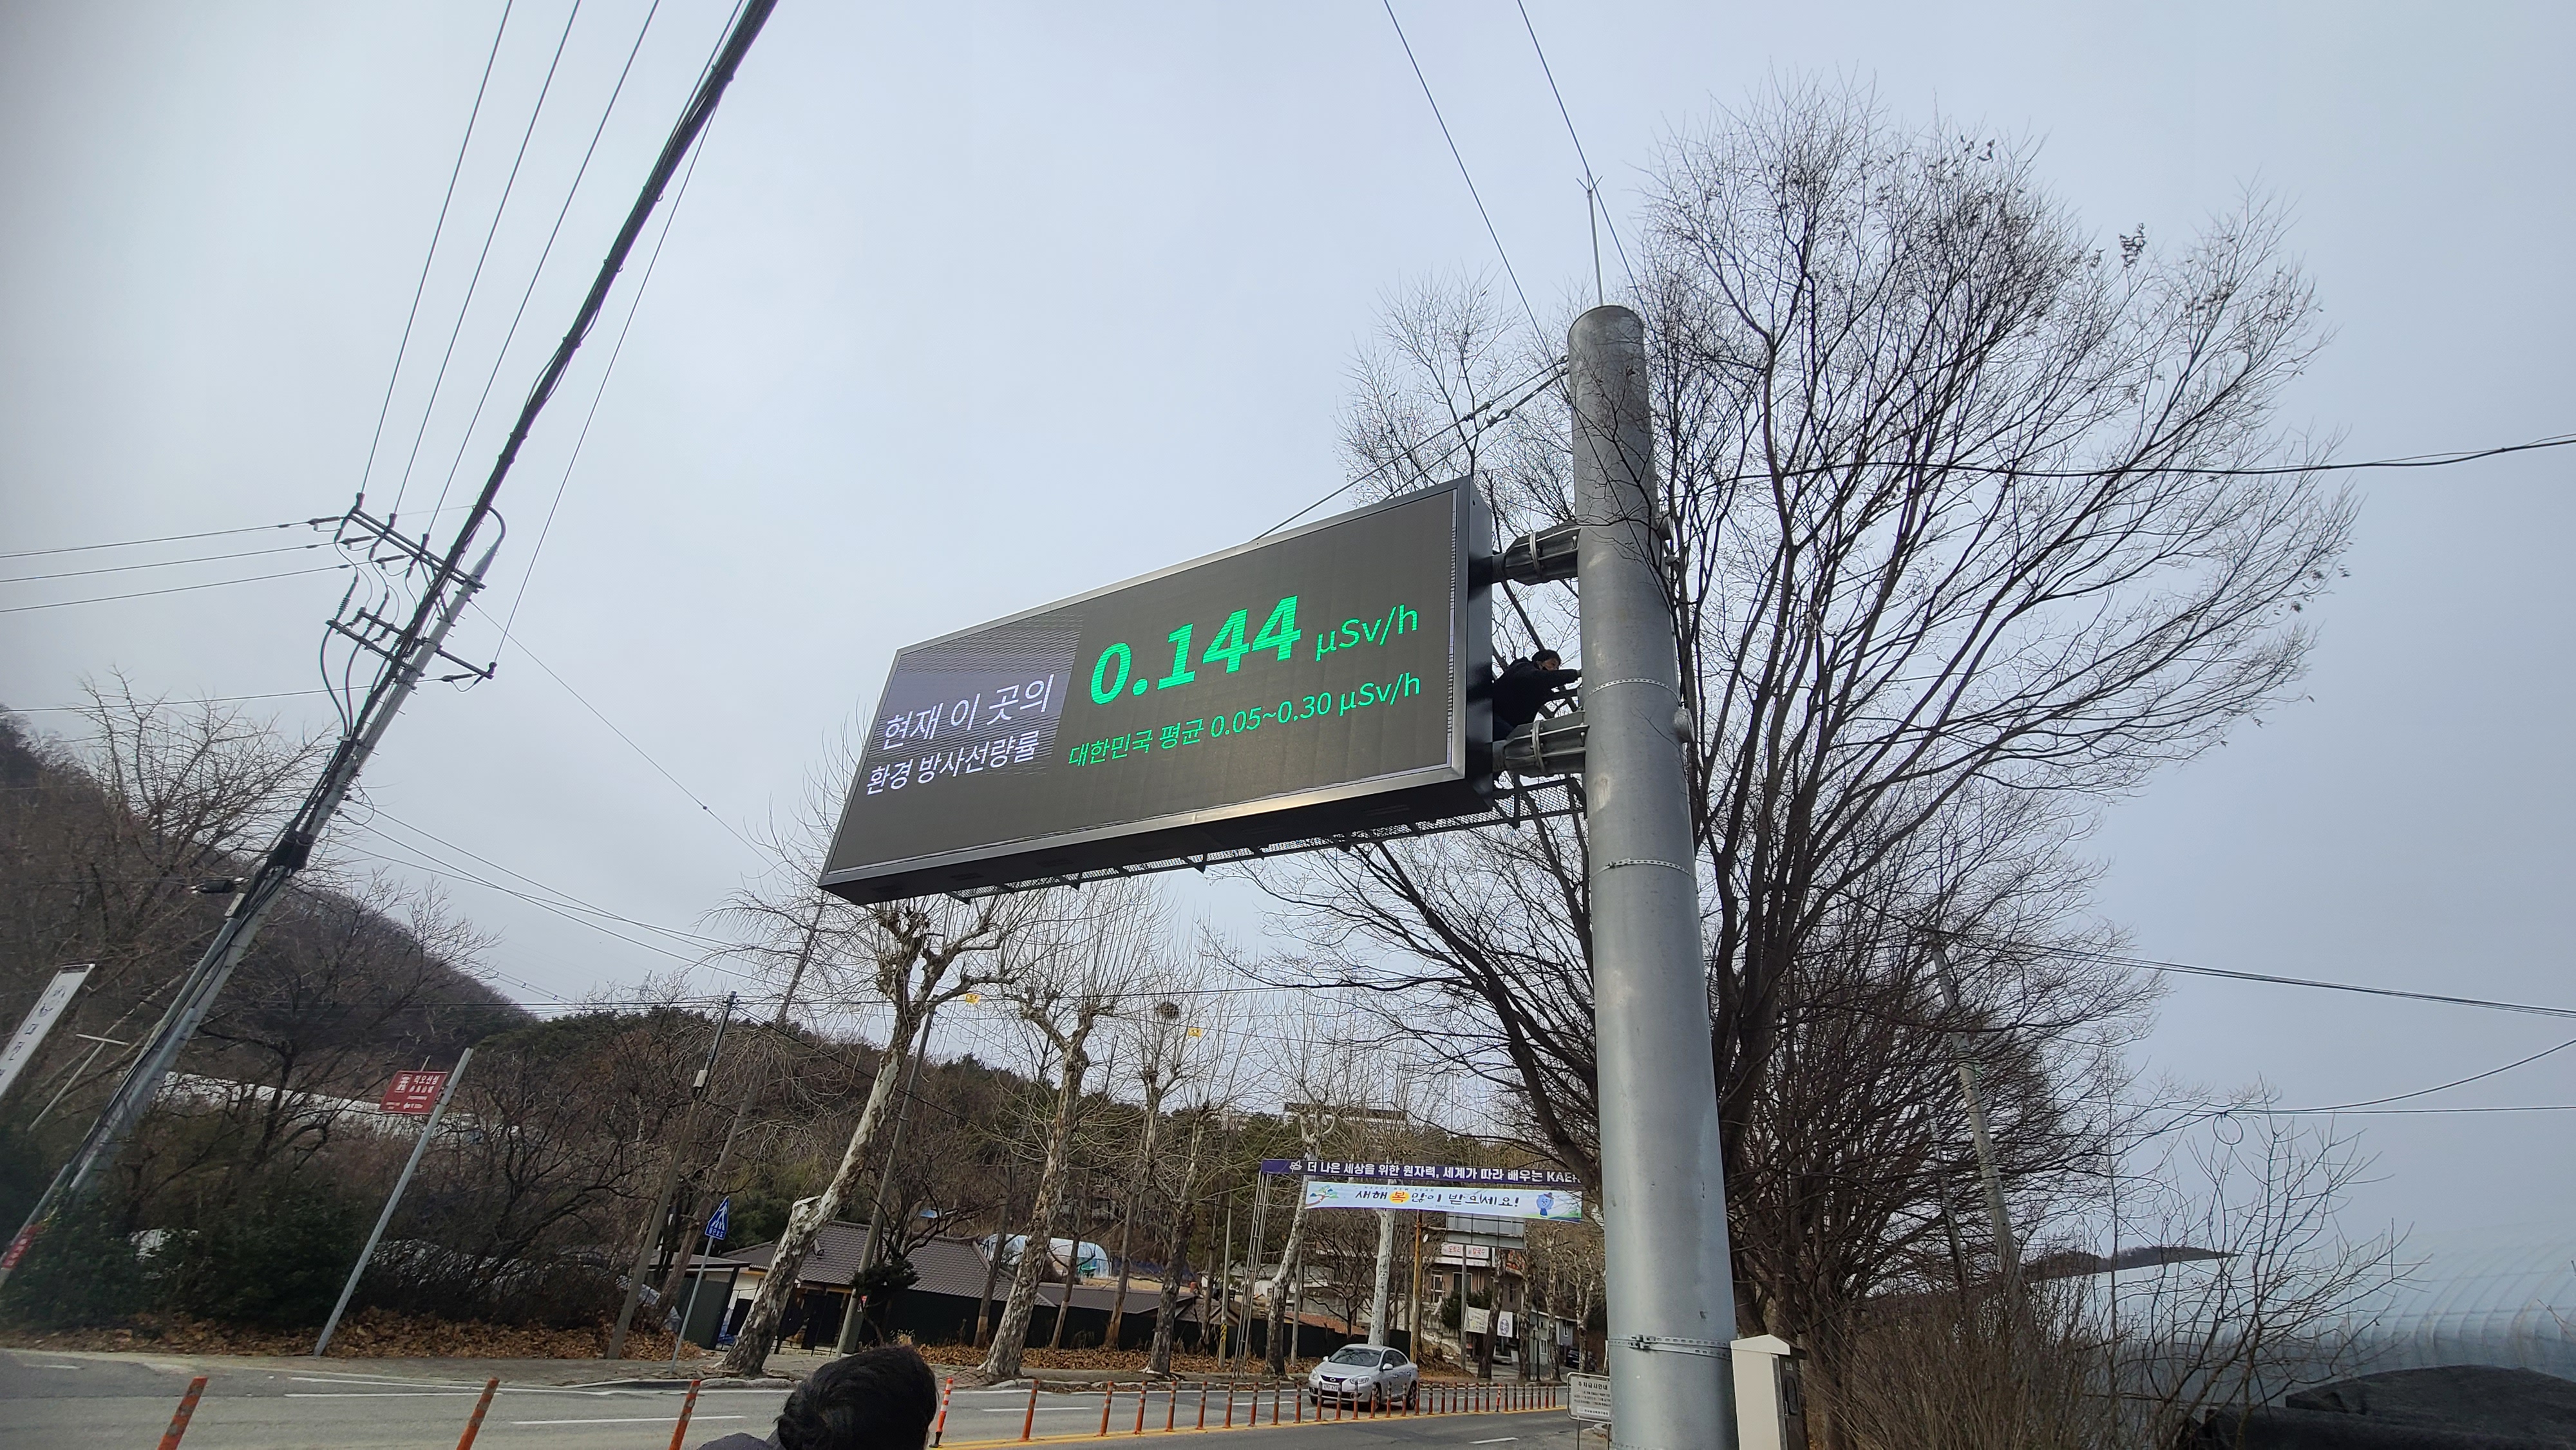 현재 이 곳의
환경 방사선량률
0.144 μSv/h
대한민국 평균 0.05~0.30 μSv/h
더 나은 세상을 위한 원자력, 세계가 따라 배우는
새해 복 많이 받으세요!